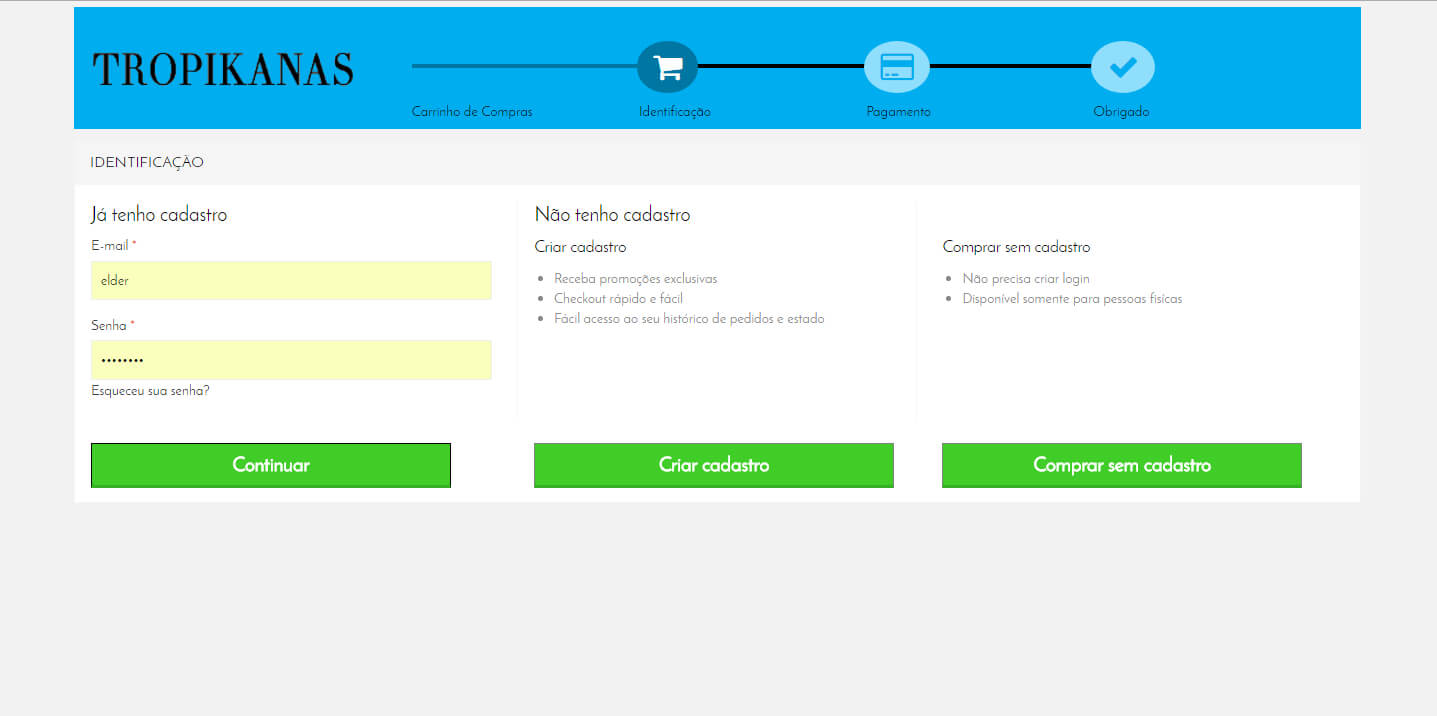 TROPIKANAS
Carrinho de Compras
Identificação
Pagamento
Obrigado
IDENTIFICAÇÃO
Já tenho cadastro
E-mail *
elder
Senha *
••••••••
Esqueceu sua senha?
Continuar
Não tenho cadastro
Criar cadastro
Receba promoções exclusivas
Checkout rápido e fácil
Fácil acesso ao seu histórico de pedidos e estado
Criar cadastro
Comprar sem cadastro
Não precisa criar login
Disponível somente para pessoas físicas
Comprar sem cadastro